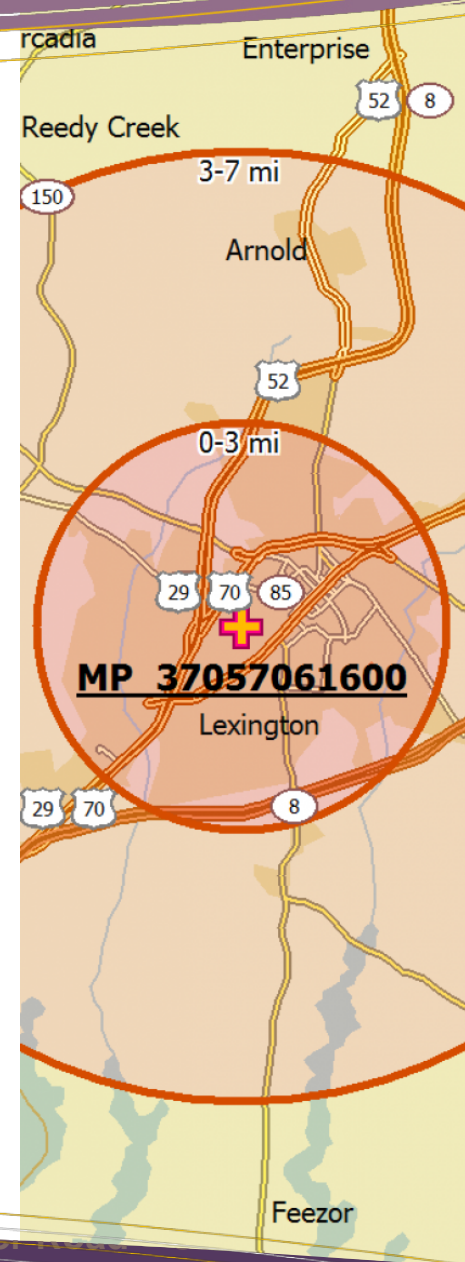 rcadia
Enterprise
52
8
Reedy Creek
3-7 mi
150
Arnold
52
0-3 mi
29
70
85
MP 37057061600
Lexington
29
70
8
Feezor